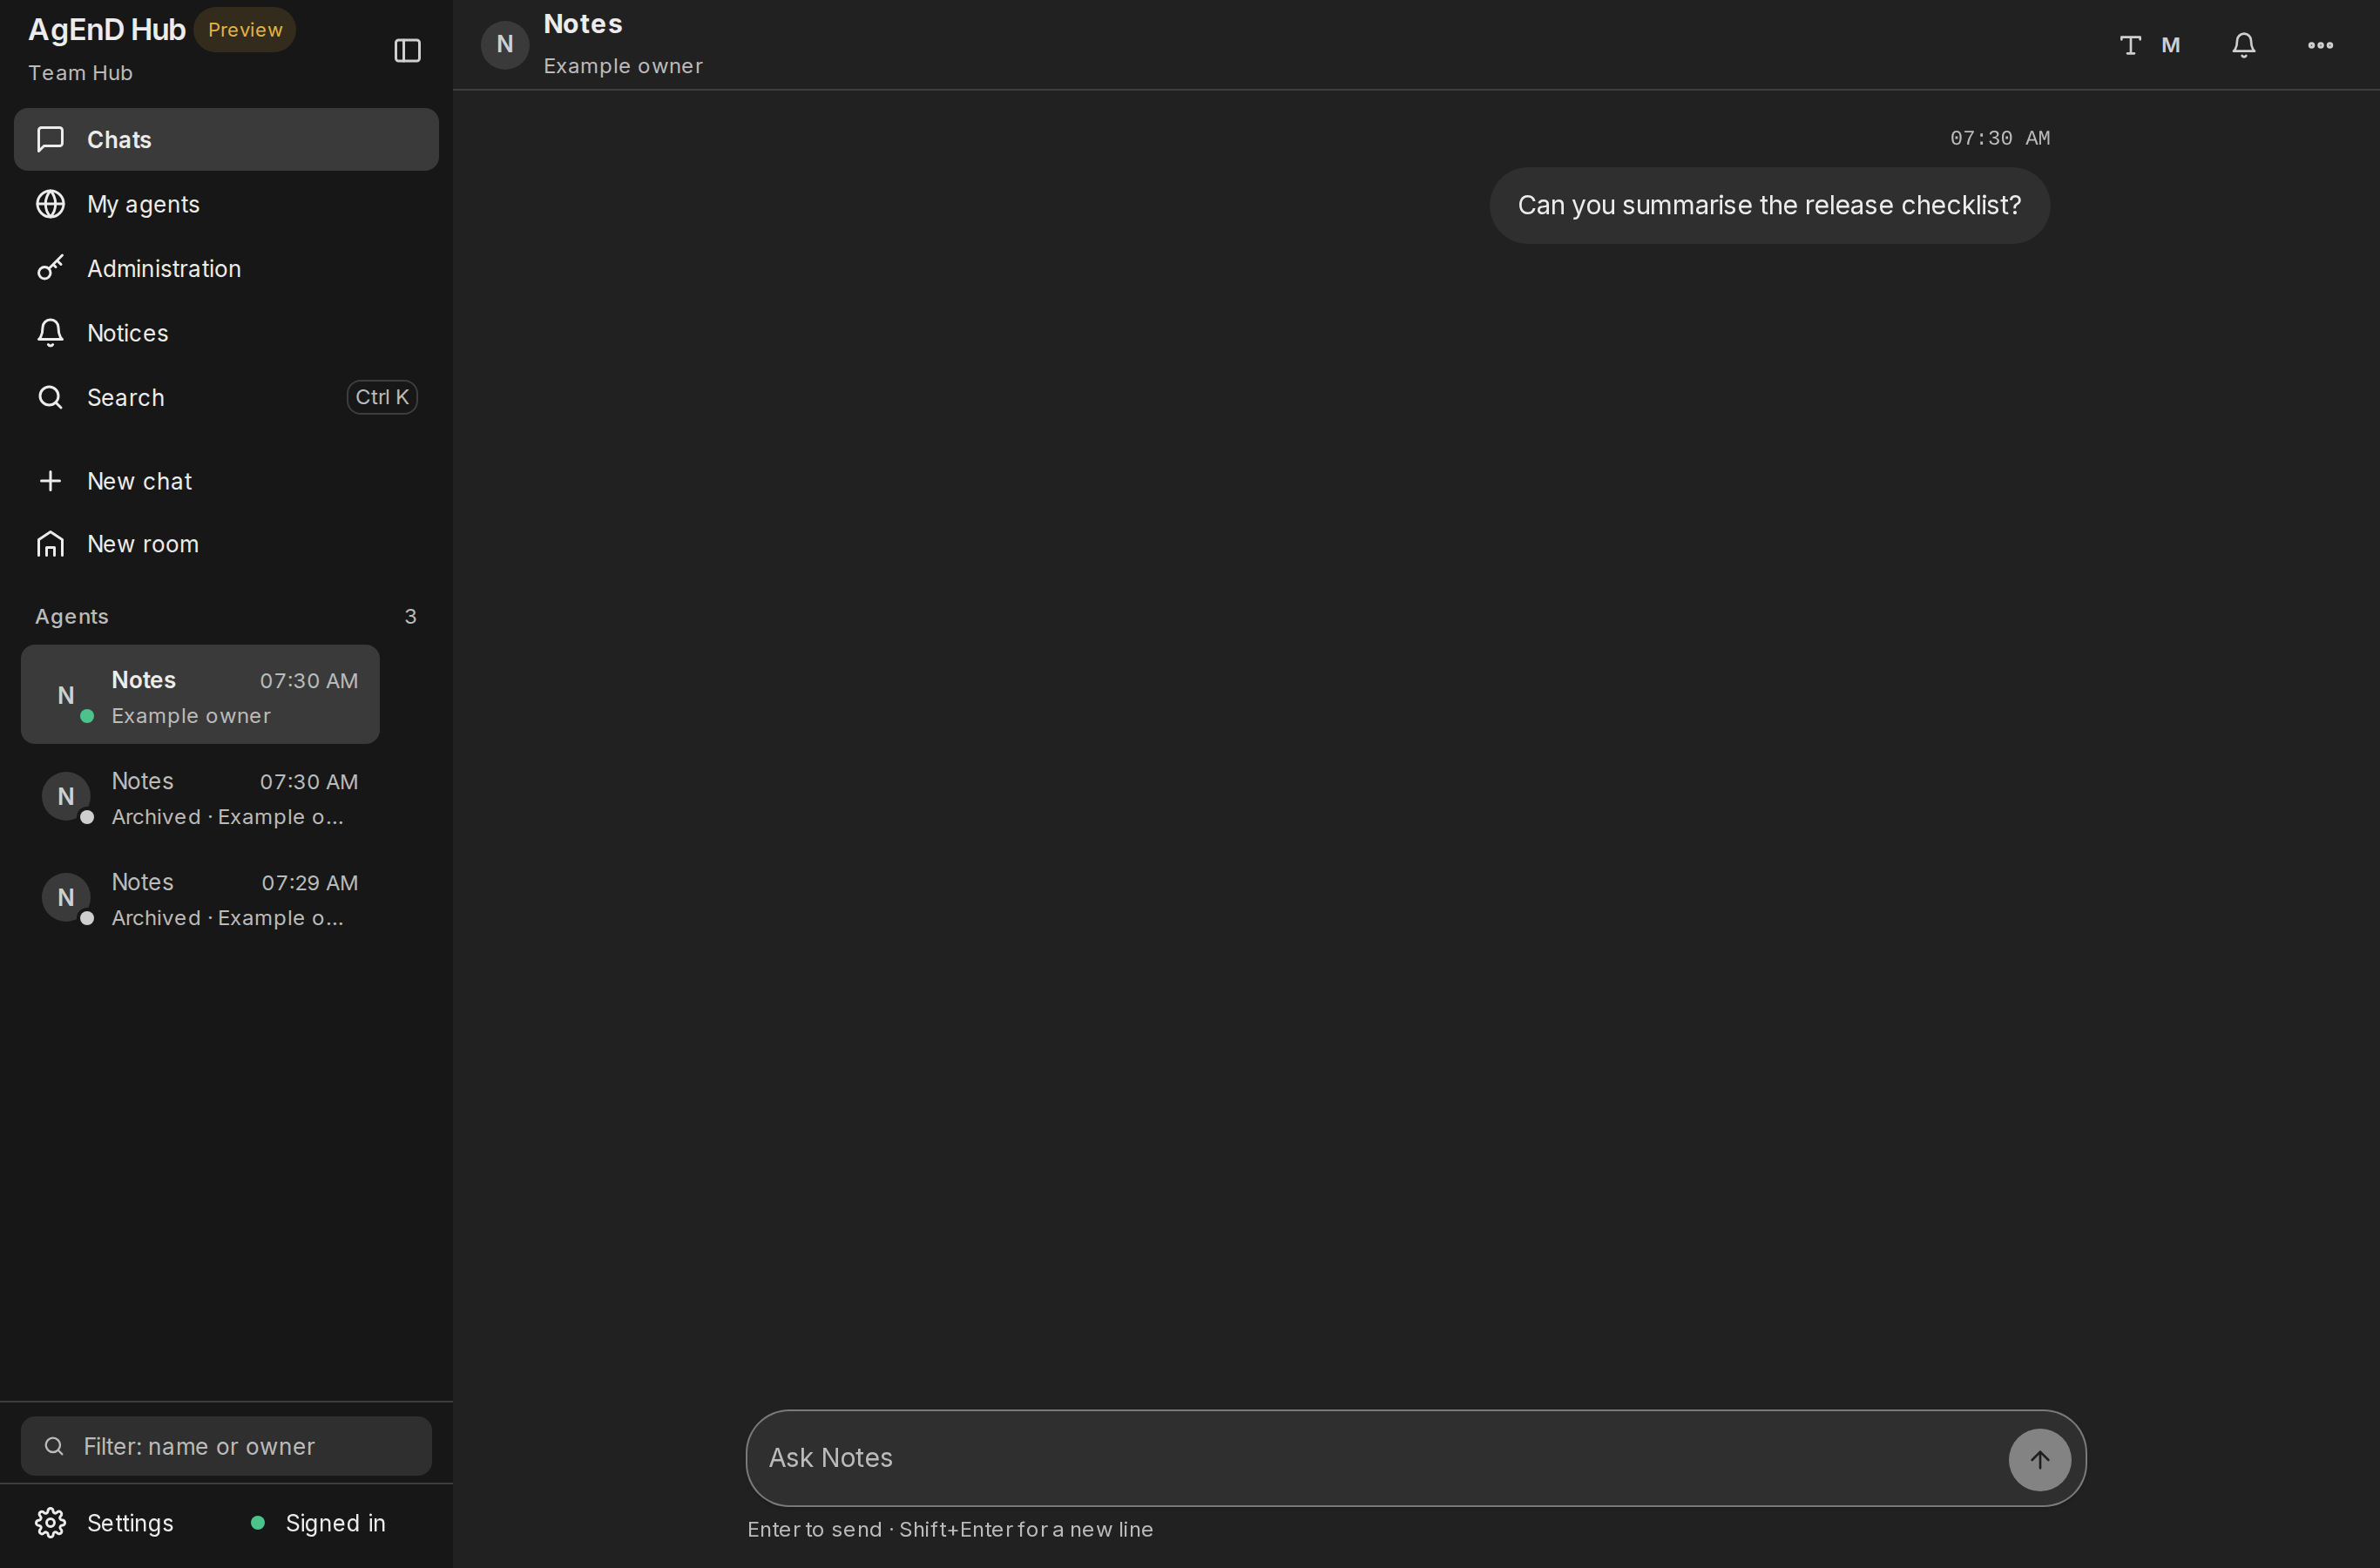 AgEnD Hub Preview
Team Hub
Chats
My agents
Administration
Notices
Search Ctrl K
New chat
New room
Agents 3
N Notes 07:30 AM
Example owner
N Notes 07:30 AM
Archived · Example o...
N Notes 07:29 AM
Archived · Example o...
Filter: name or owner
Settings Signed in
N Notes
Example owner
T M
07:30 AM
Can you summarise the release checklist?
Ask Notes
Enter to send · Shift+Enter for a new line